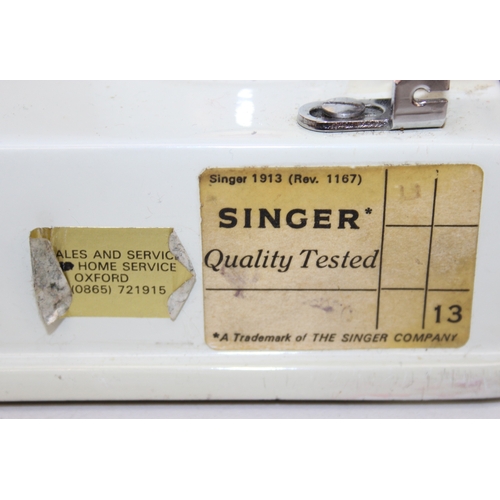 Singer 1913 (Rev. 1167)
SINGER*
Quality Tested
13
*A Trademark of THE SINGER COMPANY
ALES AND SERVIC
HOME SERVICE
OXFORD
(0865) 721915